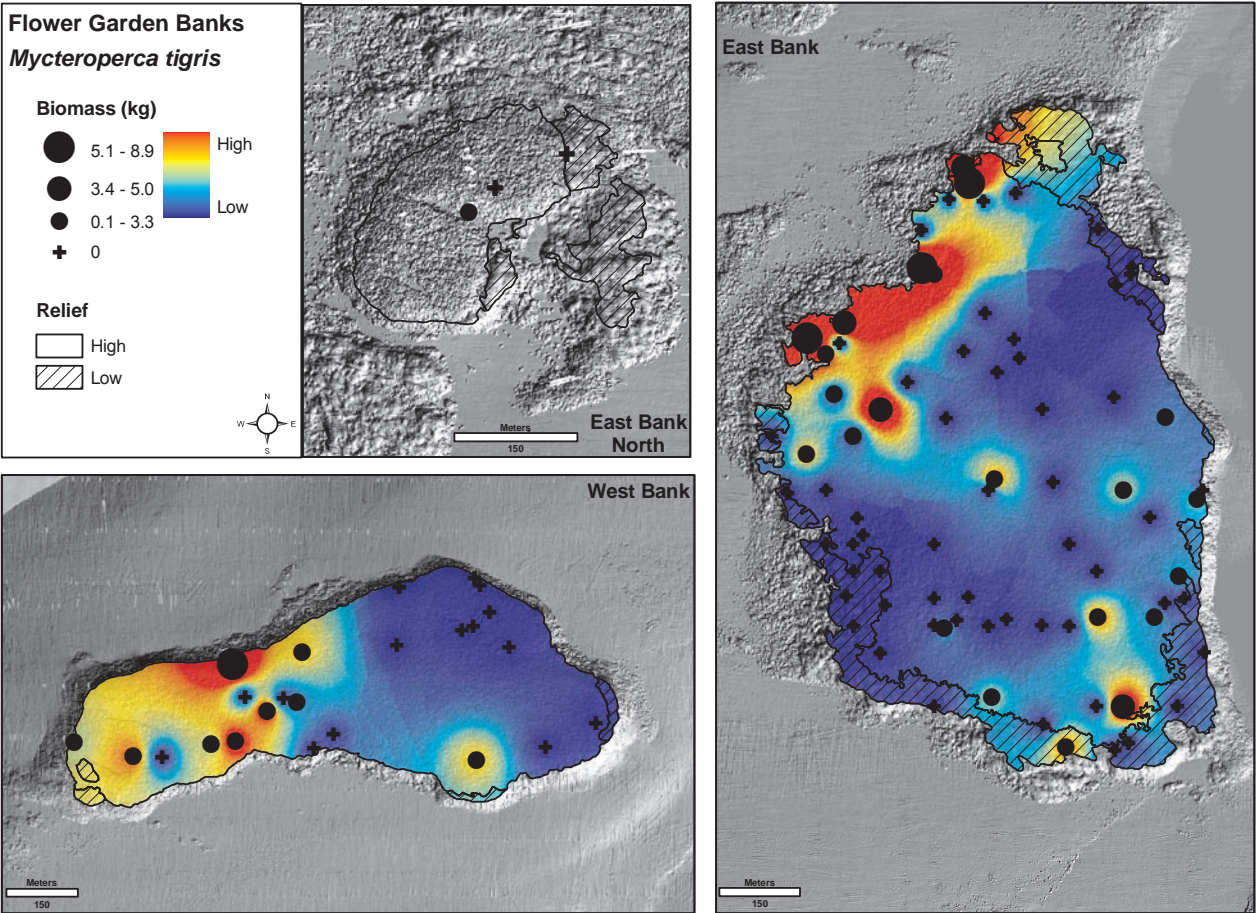 Flower Garden Banks
Mycteroperca tigris
Biomass (kg)
5.1 - 8.9
3.4 - 5.0
0.1 - 3.3
0
High
Low
Relief
High
Low
N
W
E
S
Meters
150
East Bank
North
West Bank
Meters
150
East Bank
Meters
150